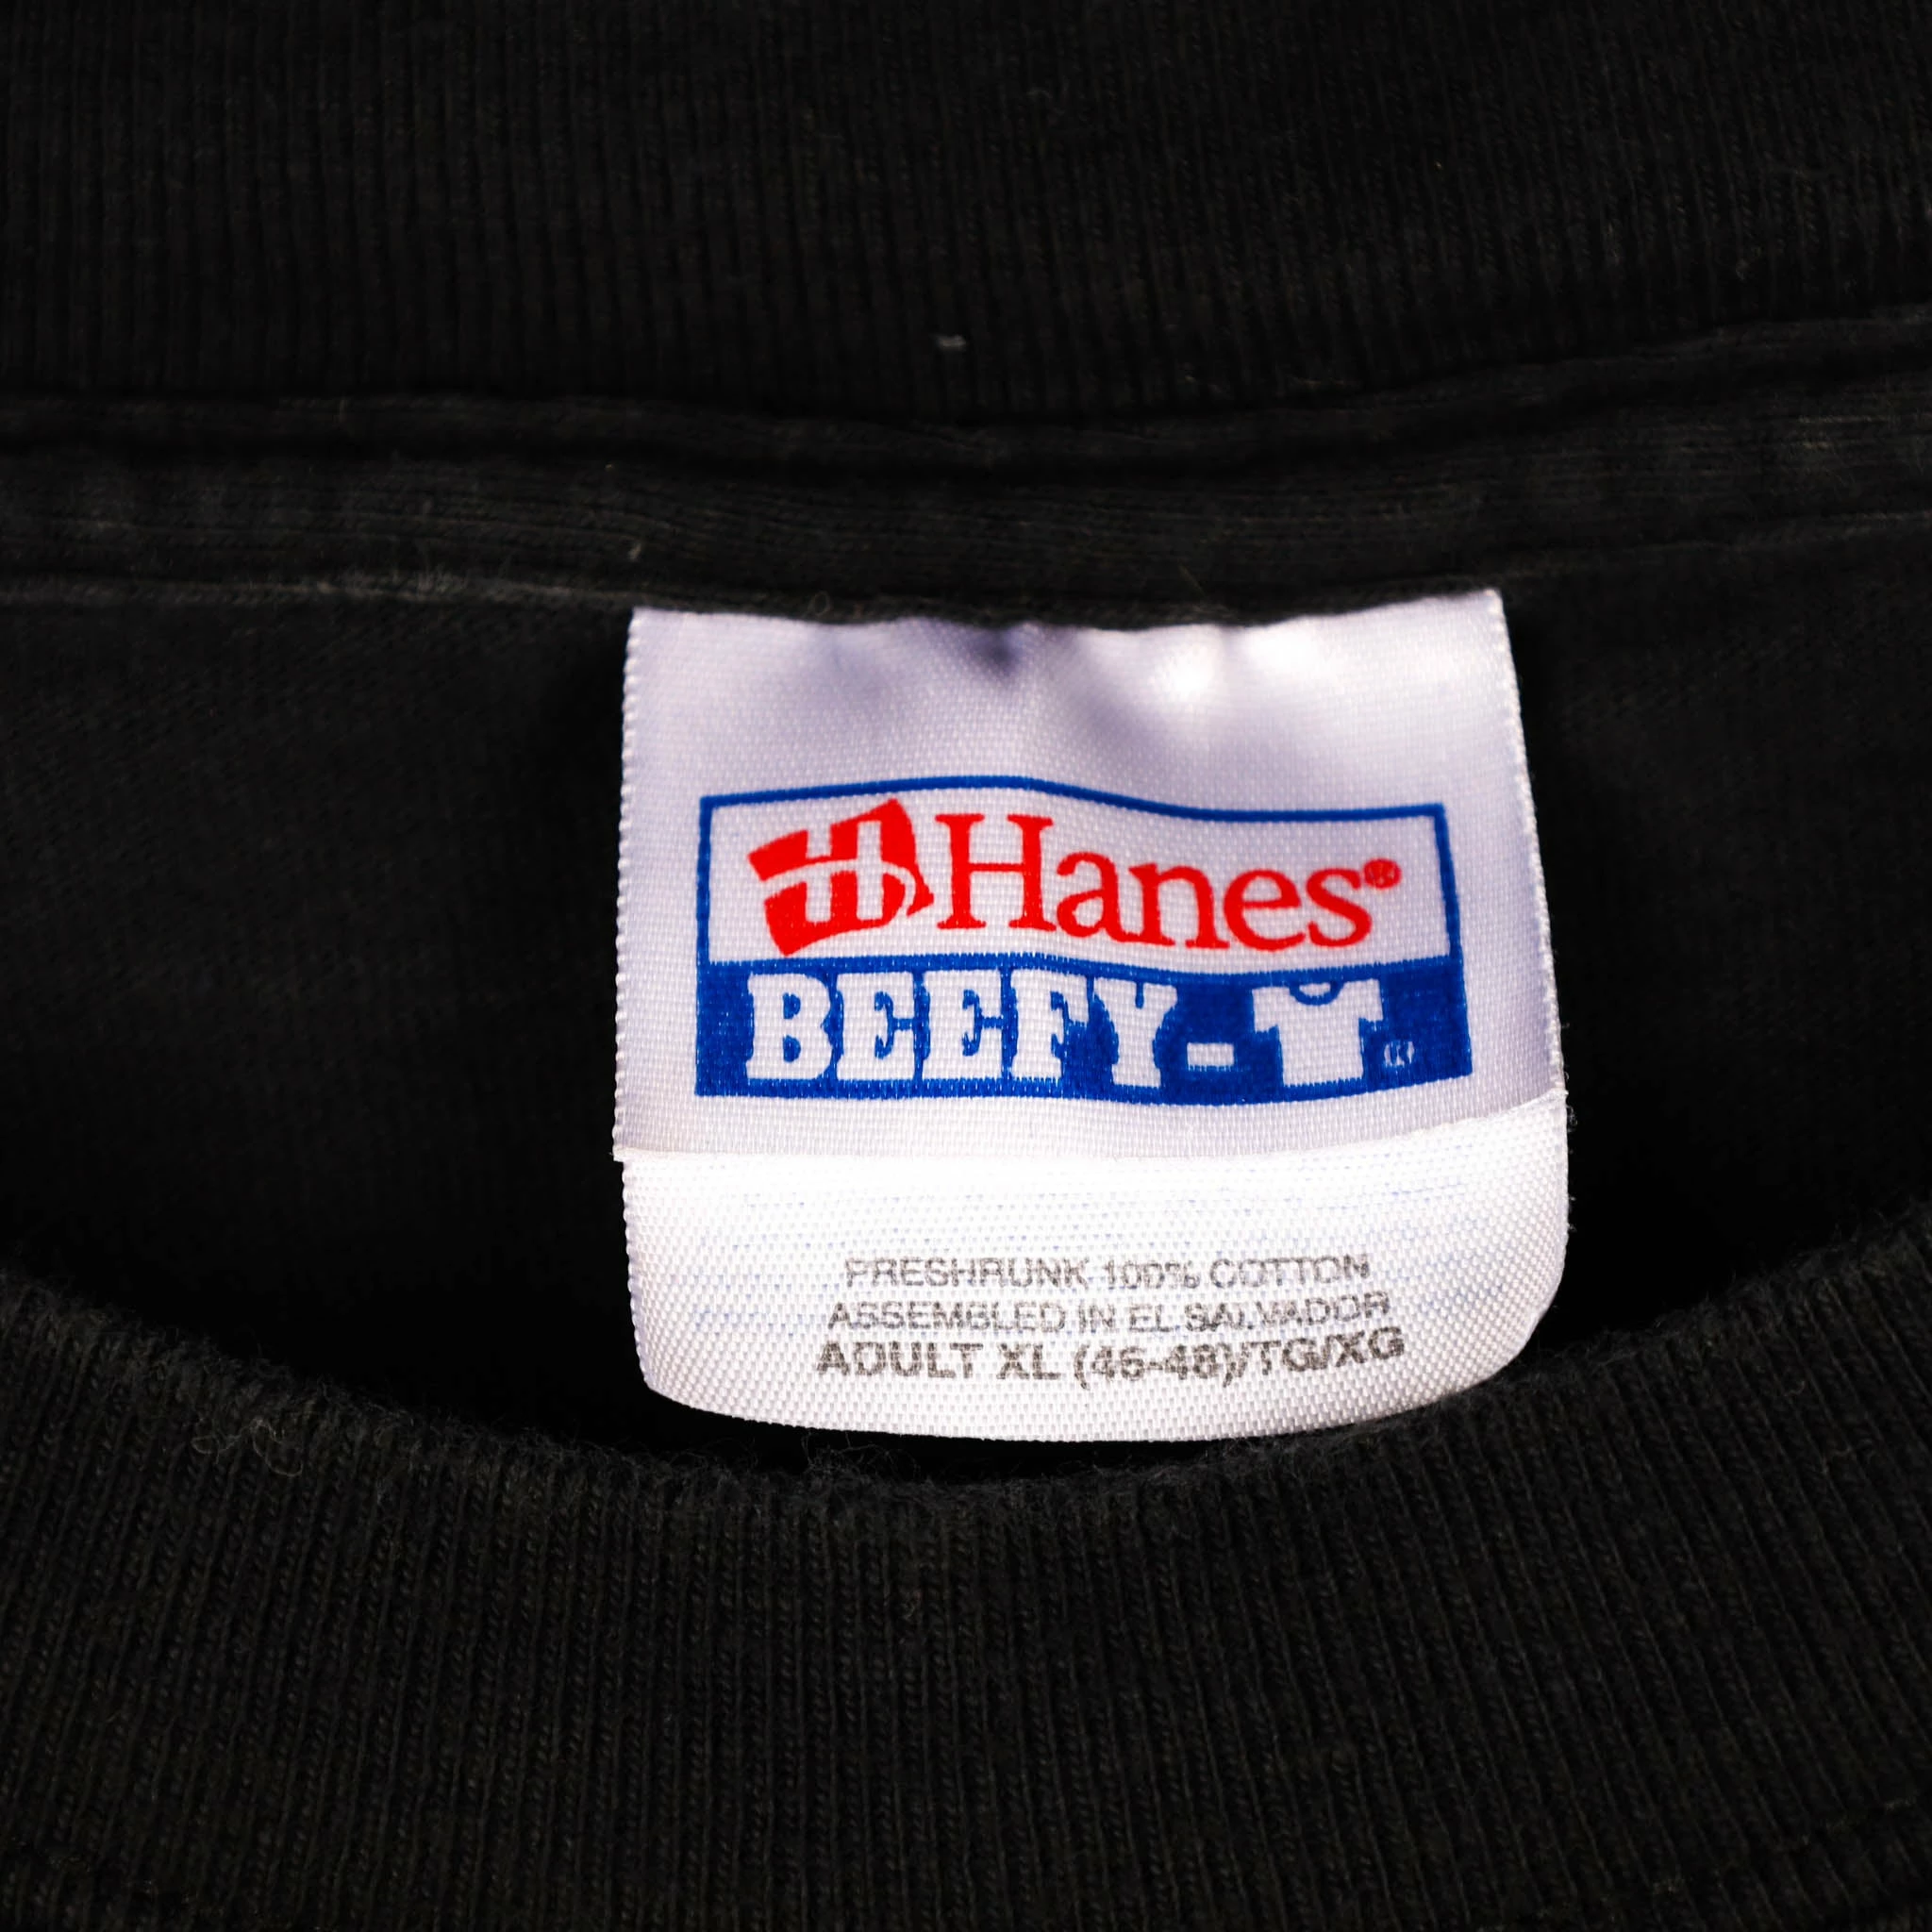 Hanes®
BEEFY-T®
PRESHRUNK 100% COTTON
ASSEMBLED IN EL SALVADOR
ADULT XL (46-48)/TG/XG